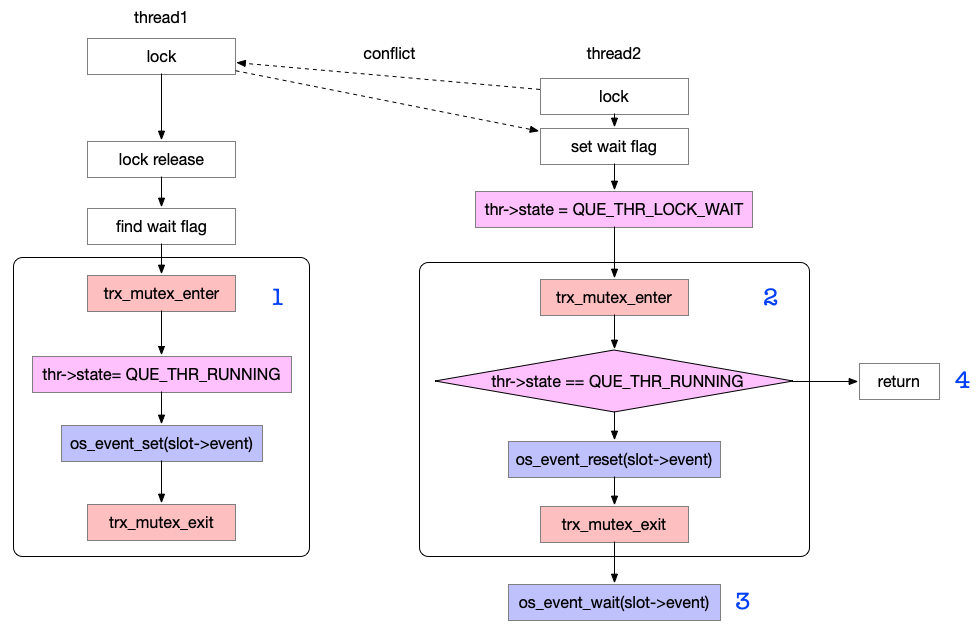 thread1
lock
lock release
find wait flag
trx_mutex_enter
1
thr->state= QUE_THR_RUNNING
os_event_set(slot->event)
trx_mutex_exit
conflict
thread2
lock
set wait flag
thr->state = QUE_THR_LOCK_WAIT
trx_mutex_enter
2
thr->state == QUE_THR_RUNNING
return
4
os_event_reset(slot->event)
trx_mutex_exit
os_event_wait(slot->event)
3